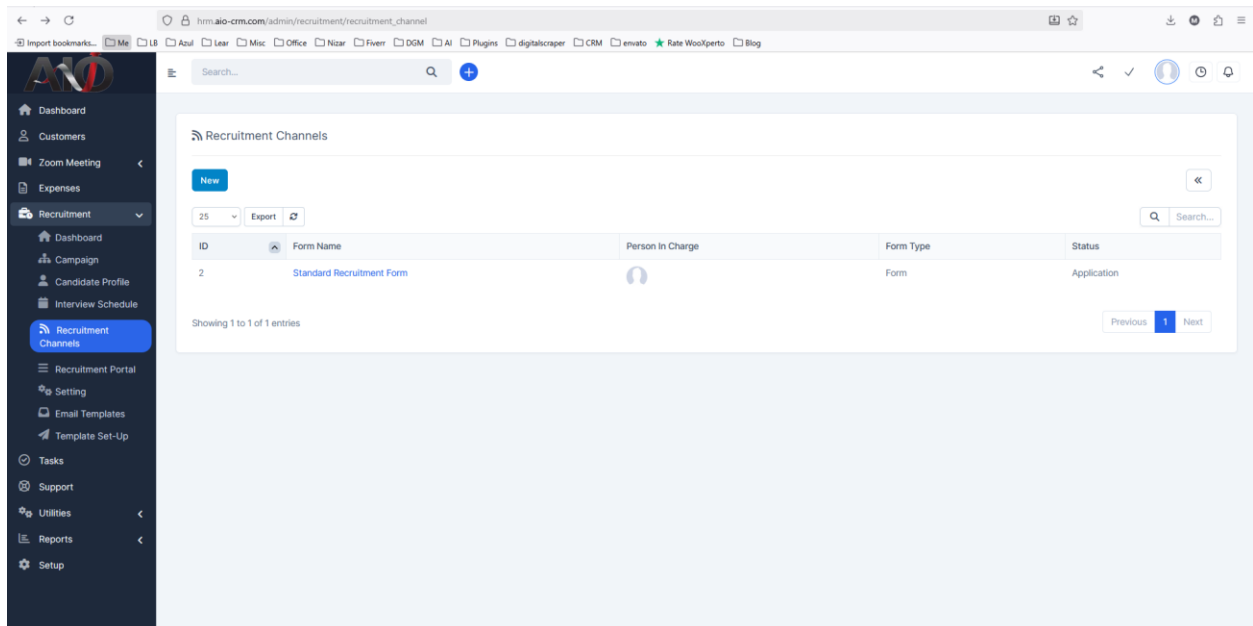 hrm.aio-crm.com/admin/recruitment/recruitment_channel
Import bookmarks... Me LB Azul Lear Misc Office Nizar Fiverr DGM AI Plugins digitalscraper CRM envato Rate WooXperto Blog
AIO
Search...
Dashboard
Customers
Zoom Meeting
Expenses
Recruitment
Dashboard
Campaign
Candidate Profile
Interview Schedule
Recruitment
Channels
Recruitment Portal
Setting
Email Templates
Template Set-Up
Tasks
Support
Utilities
Reports
Setup
Recruitment Channels
New
25 Export
Search...
ID Form Name Person In Charge Form Type Status
2 Standard Recruitment Form Form Application
Showing 1 to 1 of 1 entries
Previous 1 Next